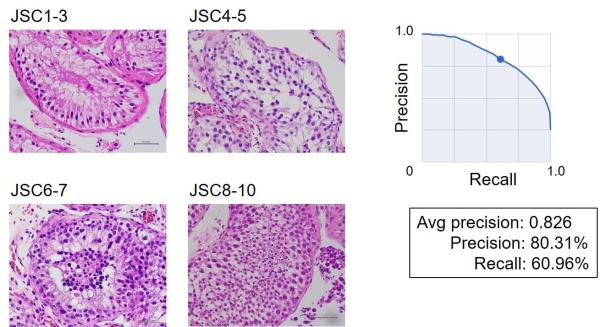 JSC1-3
JSC4-5
JSC6-7
JSC8-10
1.0
Precision
0
Recall
1.0
Avg precision: 0.826
Precision: 80.31%
Recall: 60.96%